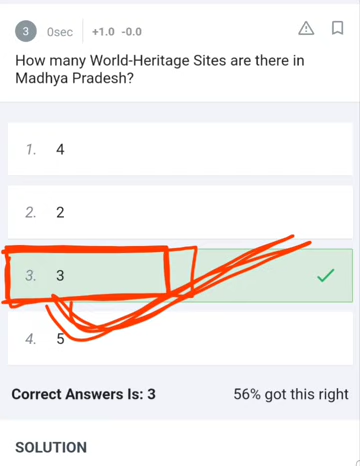 3 0sec +1.0 -0.0
How many World-Heritage Sites are there in
Madhya Pradesh?
1. 4
2. 2
3. 3
4. 5
Correct Answers Is: 3 56% got this right
SOLUTION